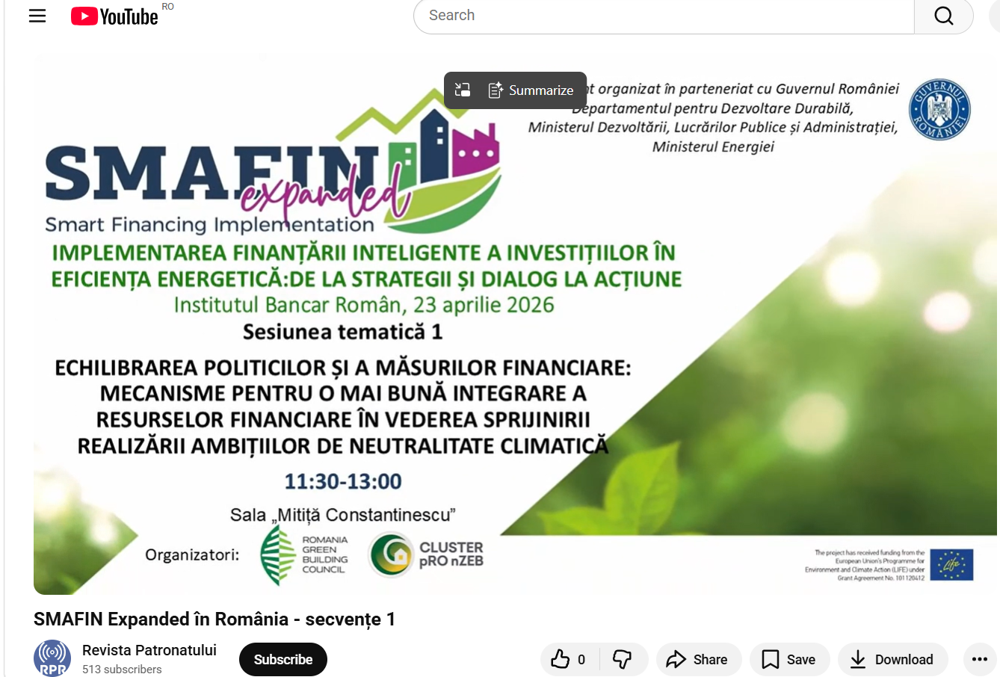 YouTube
RO
Search
Summarize
nt organizat în parteneriat cu Guvernul României
Departamentul pentru Dezvoltare Durabilă,
Ministerul Dezvoltării, Lucrărilor Publice și Administrației,
Ministerul Energiei
GUVERNUL ROMÂNIEI
SMAFIN
expanded
Smart Financing Implementation
IMPLEMENTAREA FINANȚĂRII INTELIGENTE A INVESTIȚIILOR ÎN
EFICIENȚA ENERGETICĂ:DE LA STRATEGII ȘI DIALOG LA ACȚIUNE
Institutul Bancar Român, 23 aprilie 2026
Sesiunea tematică 1
ECHILIBRAREA POLITICILOR ȘI A MĂSURILOR FINANCIARE:
MECANISME PENTRU O MAI BUNĂ INTEGRARE A
RESURSELOR FINANCIARE ÎN VEDEREA SPRIJINIRII
REALIZĂRII AMBIȚIILOR DE NEUTRALITATE CLIMATICĂ
11:30-13:00
Sala „Mitiță Constantinescu”
Organizatori:
ROMANIA
GREEN
BUILDING
COUNCIL
CLUSTER
pRO nZEB
The project has received funding from the
European Union's Programme for
Environment and Climate Action (LIFE) under
Grant Agreement No. 101120412
Life
SMAFIN Expanded în România - secvențe 1
RPR
Revista Patronatului
513 subscribers
Subscribe
0
Share
Save
Download